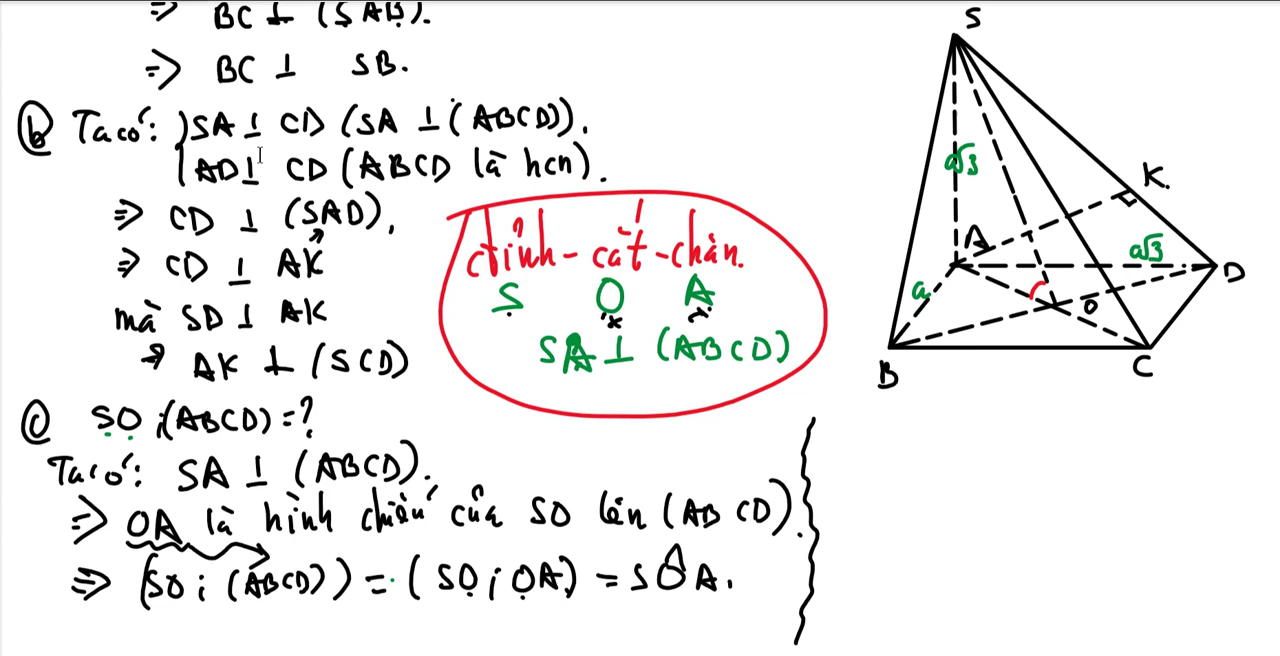 => BC ⊥ (SAB).
=> BC ⊥ SB.
ⓑ Ta có: SA ⊥ CD (SA ⊥ (ABCD)).
AD ⊥ CD (ABCD là hcn).
=> CD ⊥ (SAD),
=> CD ⊥ AK
mà SD ⊥ AK
=> AK ⊥ (SCD)
ⓒ SO ; (ABCD) = ?
Ta có: SA ⊥ (ABCD).
=> OA là hình chiếu của SO lên (ABCD).
=> (SO ; (ABCD)) = (SO ; OA) = SÔA.
đỉnh - cắt - chân.
S O A
SA ⊥ (ABCD)
S
a√3
K.
A
a√3
D
a
O
B
C